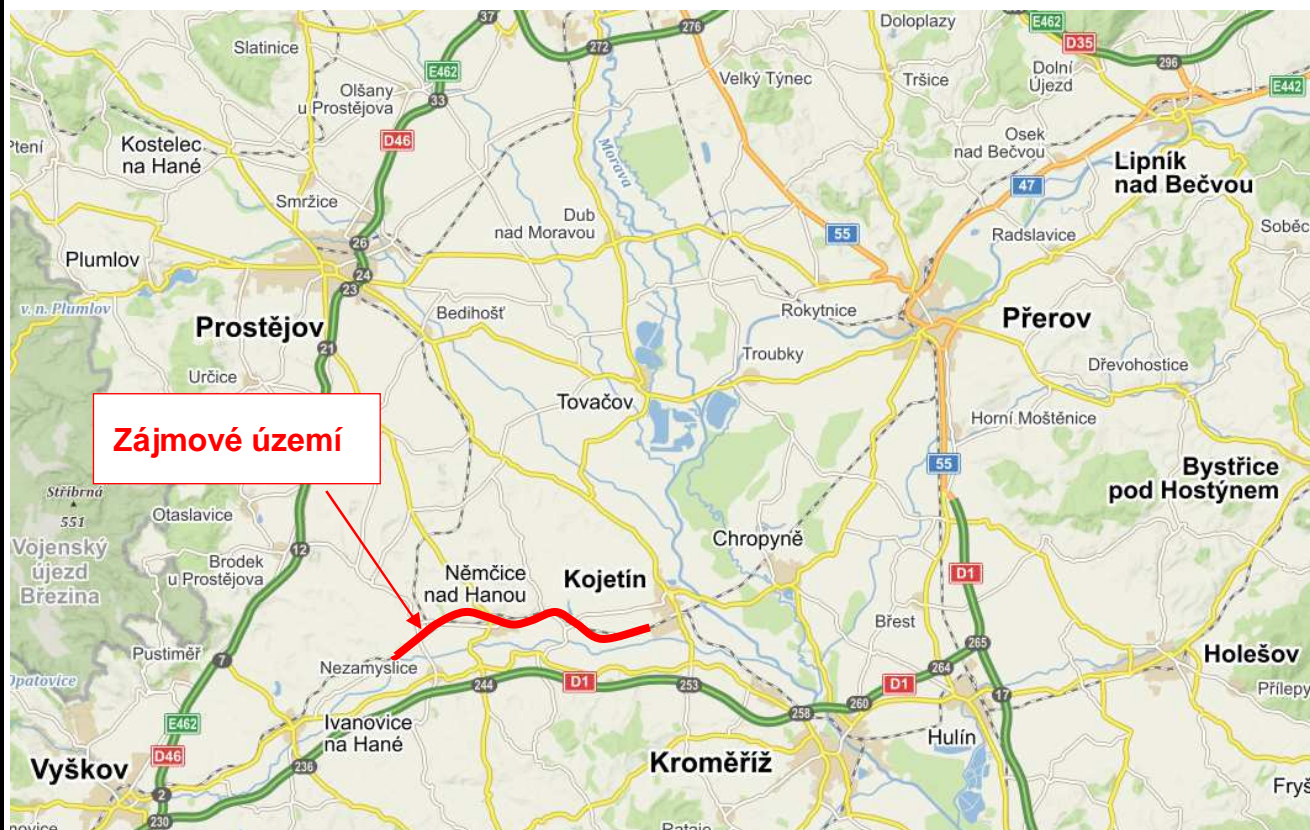 37
276
Doloplazy
E462
Slatinice
272
D35
E462
Velký Týnec
Tršice
Dolní
Újezd
296
E442
Olšany
u Prostějova
33
D46
Kostelec
na Hané
Ptení
Morava
Osek
nad Bečvou
Lipník
nad Bečvou
47
Smržice
Dub
nad Moravou
55
Radslavice
Soběc
26
Plumlov
24
23
v. n. Plumlov
Bedihošť
Rokytnice
Prostějov
Přerov
21
Troubky
Dřevohostice
Určice
Tovačov
Zájmové území
Horní Moštěnice
55
Bystřice
pod Hostýnem
Stříbrná
551
Otaslavice
Vojenský
újezd
Březina
12
Chropyně
Brodek
u Prostějova
Němčice
nad Hanou
Kojetín
D1
Břest
Pustiměř
7
265
Holešov
Nezamyslice
264
Opatovice
244
D1
253
D1
17
Přílepy
260
258
E462
Ivanovice
na Hané
Hulín
D46
Vyškov
236
Kroměříž
Fryš
2
230
novice
Rataje